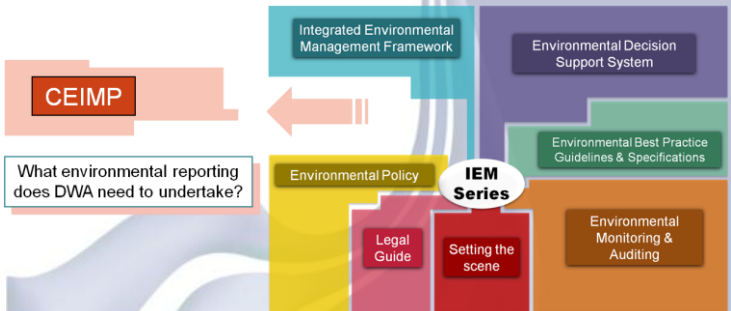 CEIMP
What environmental reporting
does DWA need to undertake?
Integrated Environmental
Management Framework
Environmental Decision
Support System
Environmental Best Practice
Guidelines & Specifications
Environmental Policy
IEM
Series
Legal
Guide
Setting the
scene
Environmental
Monitoring &
Auditing